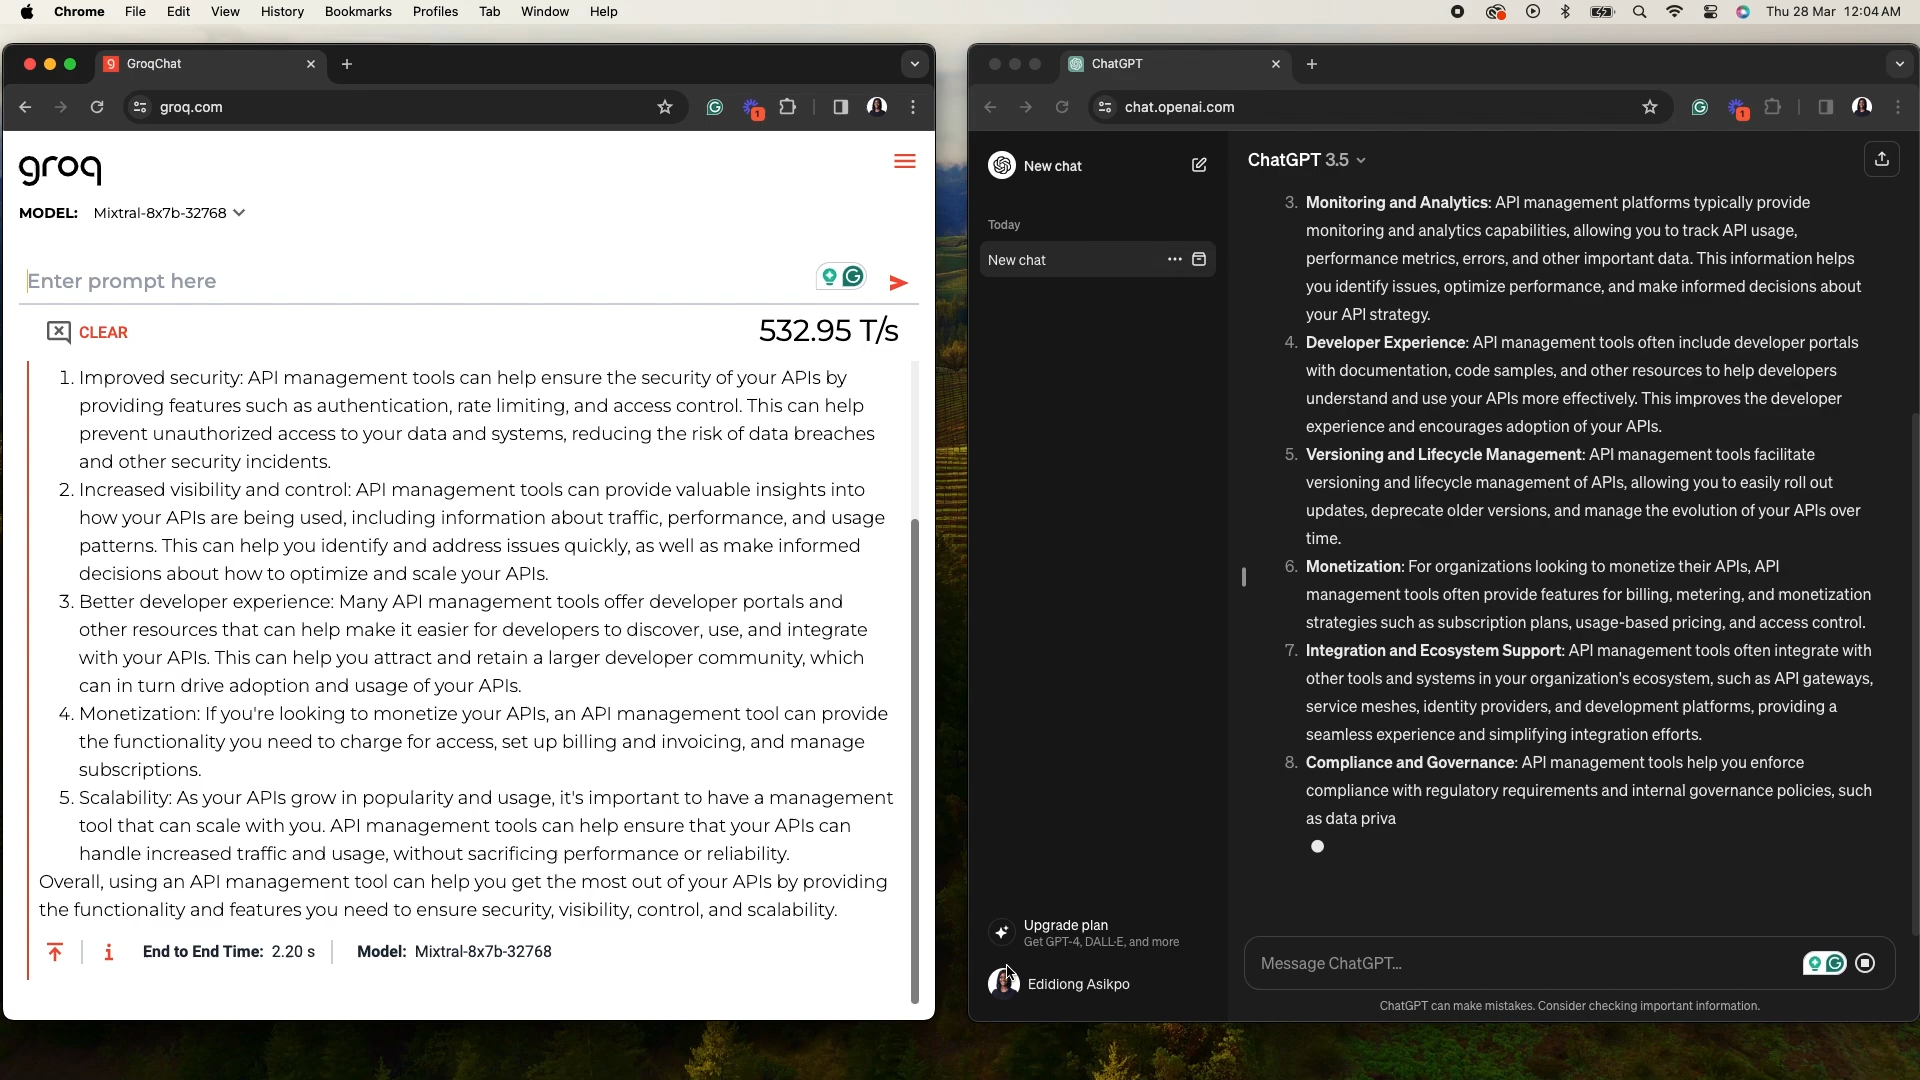 Chrome File Edit View History Bookmarks Profiles Tab Window Help
Thu 28 Mar 12:04 AM
GroqChat
groq.com
1
groq
MODEL: Mixtral-8x7b-32768
Enter prompt here
CLEAR
532.95 T/s
1. Improved security: API management tools can help ensure the security of your APIs by
providing features such as authentication, rate limiting, and access control. This can help
prevent unauthorized access to your data and systems, reducing the risk of data breaches
and other security incidents.
2. Increased visibility and control: API management tools can provide valuable insights into
how your APIs are being used, including information about traffic, performance, and usage
patterns. This can help you identify and address issues quickly, as well as make informed
decisions about how to optimize and scale your APIs.
3. Better developer experience: Many API management tools offer developer portals and
other resources that can help make it easier for developers to discover, use, and integrate
with your APIs. This can help you attract and retain a larger developer community, which
can in turn drive adoption and usage of your APIs.
4. Monetization: If you're looking to monetize your APIs, an API management tool can provide
the functionality you need to charge for access, set up billing and invoicing, and manage
subscriptions.
5. Scalability: As your APIs grow in popularity and usage, it's important to have a management
tool that can scale with you. API management tools can help ensure that your APIs can
handle increased traffic and usage, without sacrificing performance or reliability.
Overall, using an API management tool can help you get the most out of your APIs by providing
the functionality and features you need to ensure security, visibility, control, and scalability.
End to End Time: 2.20 s Model: Mixtral-8x7b-32768
ChatGPT
chat.openai.com
1
New chat
Today
New chat
Upgrade plan
Get GPT-4, DALL·E, and more
Edidiong Asikpo
ChatGPT 3.5
3. Monitoring and Analytics: API management platforms typically provide
monitoring and analytics capabilities, allowing you to track API usage,
performance metrics, errors, and other important data. This information helps
you identify issues, optimize performance, and make informed decisions about
your API strategy.
4. Developer Experience: API management tools often include developer portals
with documentation, code samples, and other resources to help developers
understand and use your APIs more effectively. This improves the developer
experience and encourages adoption of your APIs.
5. Versioning and Lifecycle Management: API management tools facilitate
versioning and lifecycle management of APIs, allowing you to easily roll out
updates, deprecate older versions, and manage the evolution of your APIs over
time.
6. Monetization: For organizations looking to monetize their APIs, API
management tools often provide features for billing, metering, and monetization
strategies such as subscription plans, usage-based pricing, and access control.
7. Integration and Ecosystem Support: API management tools often integrate with
other tools and systems in your organization's ecosystem, such as API gateways,
service meshes, identity providers, and development platforms, providing a
seamless experience and simplifying integration efforts.
8. Compliance and Governance: API management tools help you enforce
compliance with regulatory requirements and internal governance policies, such
as data priva
Message ChatGPT...
ChatGPT can make mistakes. Consider checking important information.